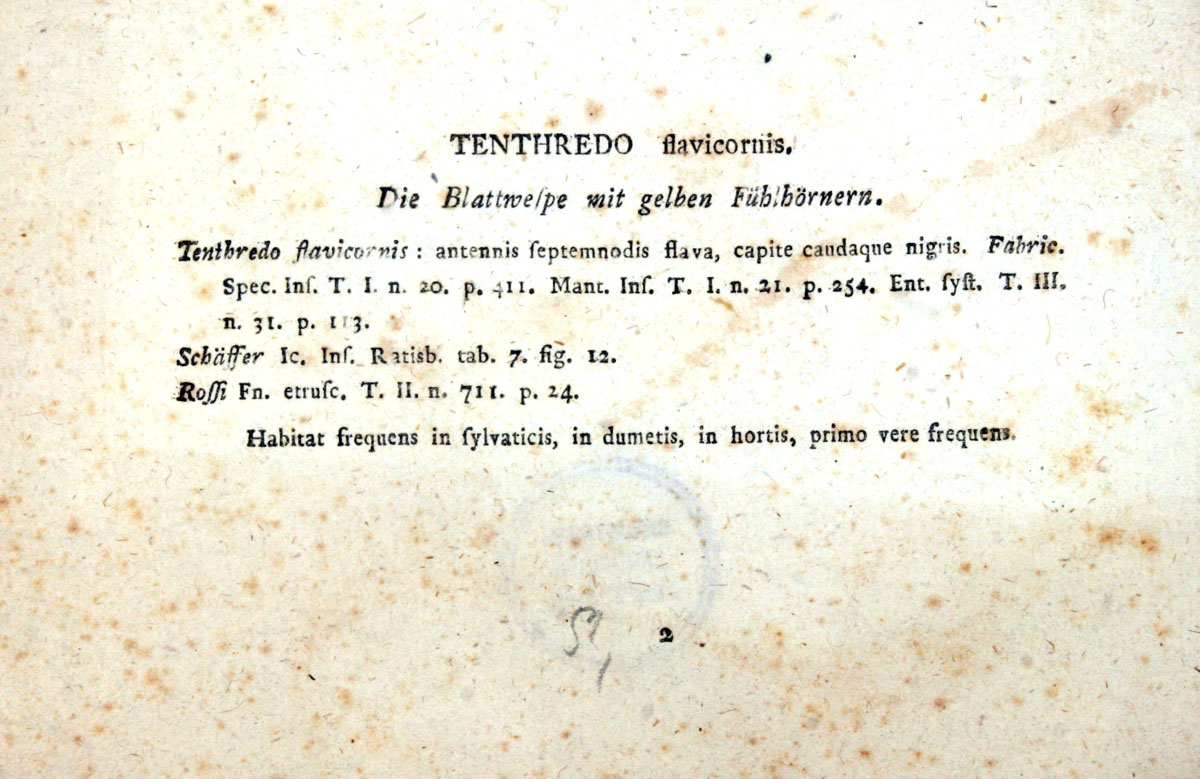 TENTHREDO flavicornis.
Die Blattweſpe mit gelben Fühlhörnern.
Tenthredo flavicornis: antennis ſeptemnodis flava, capite caudaque nigris. Fabric.
Spec. Inſ. T. I. n. 20. p. 411. Mant. Inſ. T. I. n. 21. p. 254. Ent. ſyſt. T. III.
n. 31. p. 113.
Schäffer Ic. Inſ. Ratisb. tab. 7. fig. 12.
Roſſi Fn. etruſc. T. II. n. 711. p. 24.
Habitat frequens in ſylvaticis, in dumetis, in hortis, primo vere frequens.
2